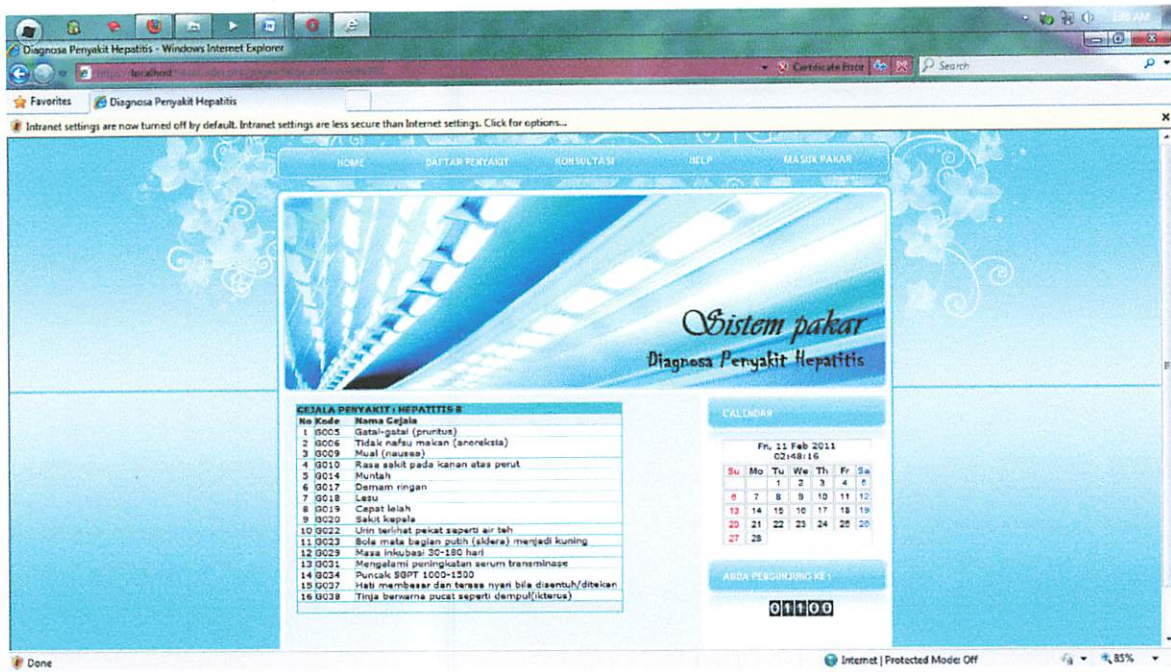 Diagnosa Penyakit Hepatitis - Windows Internet Explorer
localhost
Certificate Error
Search
Favorites
Diagnosa Penyakit Hepatitis
Intranet settings are now turned off by default. Intranet settings are less secure than Internet settings. Click for options...
HOME DAFTAR PENYAKIT KONSULTASI HELP MASUK PAKAR
Sistem pakar
Diagnosa Penyakit Hepatitis
GEJALA PENYAKIT : HEPATITIS B
No Kode Nama Gejala
1 G005 Gatal-gatal (pruritus)
2 G006 Tidak nafsu makan (anoreksia)
3 G009 Mual (nausea)
4 G010 Rasa sakit pada kanan atas perut
5 G014 Muntah
6 G017 Demam ringan
7 G018 Lesu
8 G019 Capat lelah
9 G020 Sakit kepala
10 G022 Urin terlihat pekat seperti air teh
11 G023 Bola mata bagian putih (sklera) menjadi kuning
12 G029 Masa inkubasi 30-180 hari
13 G031 Mengalami peningkatan serum transminase
14 G034 Puncak SGPT 1000-1500
15 G037 Hati membesar dan terasa nyeri bila disentuh/ditekan
16 G038 Tinja berwarna pucat seperti dempul(ikterus)
CALENDAR
Fri, 11 Feb 2011
02:48:16
Su Mo Tu We Th Fr Sa
1 2 3 4 5
6 7 8 9 10 11 12
13 14 15 16 17 18 19
20 21 22 23 24 25 26
27 28
ANDA PENGUNJUNG KE :
01100
Done
Internet | Protected Mode: Off
85%